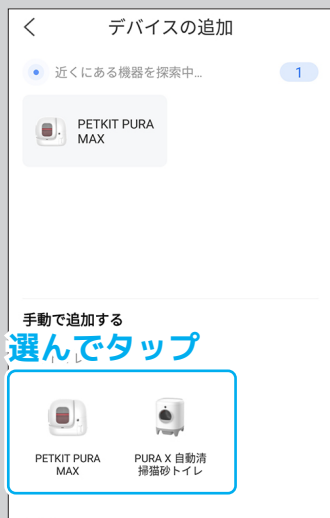 デバイスの追加
近くにある機器を探索中...
1
PETKIT PURA
MAX
手動で追加する
選んでタップ
PETKIT PURA
MAX
PURA X 自動清
掃猫砂トイレ